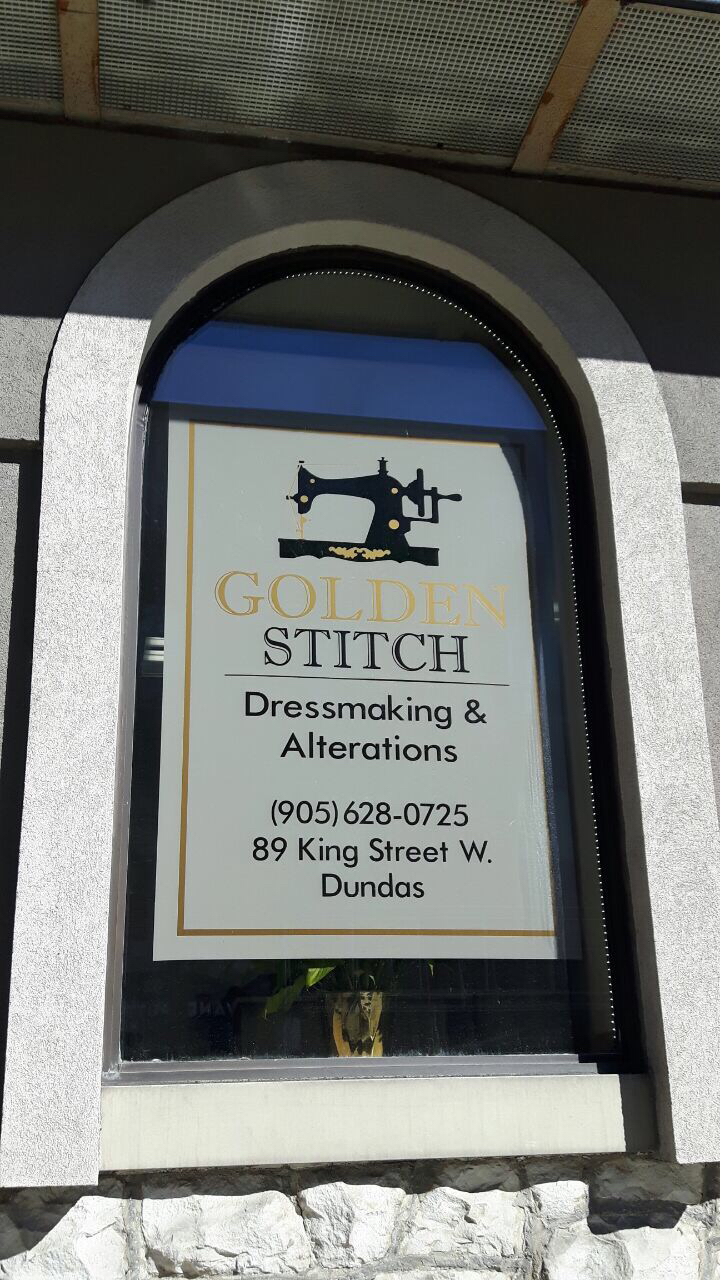 GOLDEN
STITCH
Dressmaking &
Alterations
(905) 628-0725
89 King Street W.
Dundas